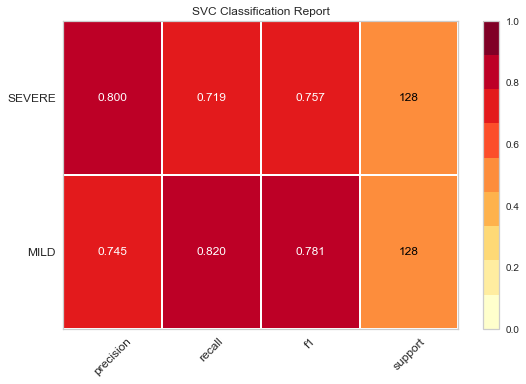 SVC Classification Report
SEVERE 0.800 0.719 0.757 128
MILD 0.745 0.820 0.781 128
precision recall f1 support
1.0
0.8
0.6
0.4
0.2
0.0